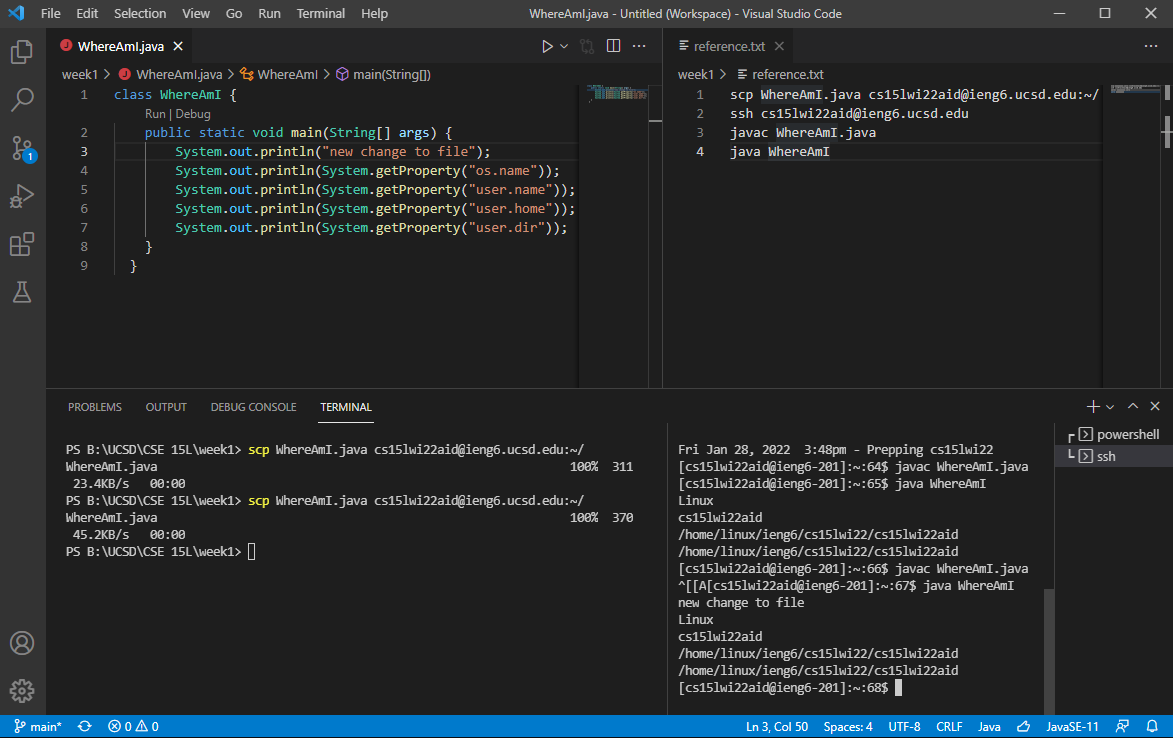 File Edit Selection View Go Run Terminal Help WhereAmI.java - Untitled (Workspace) - Visual Studio Code
WhereAmI.java
week1 > WhereAmI.java > WhereAmI > main(String[])
1 class WhereAmI {
Run | Debug
2 public static void main(String[] args) {
3 System.out.println("new change to file");
4 System.out.println(System.getProperty("os.name"));
5 System.out.println(System.getProperty("user.name"));
6 System.out.println(System.getProperty("user.home"));
7 System.out.println(System.getProperty("user.dir"));
8 }
9 }
reference.txt
week1 > reference.txt
1 scp WhereAmI.java cs15lwi22aid@ieng6.ucsd.edu:~/
2 ssh cs15lwi22aid@ieng6.ucsd.edu
3 javac WhereAmI.java
4 java WhereAmI
1
PROBLEMS OUTPUT DEBUG CONSOLE TERMINAL
PS B:\UCSD\CSE 15L\week1> scp WhereAmI.java cs15lwi22aid@ieng6.ucsd.edu:~/
WhereAmI.java 100% 311
23.4KB/s 00:00
PS B:\UCSD\CSE 15L\week1> scp WhereAmI.java cs15lwi22aid@ieng6.ucsd.edu:~/
WhereAmI.java 100% 370
45.2KB/s 00:00
PS B:\UCSD\CSE 15L\week1>
Fri Jan 28, 2022 3:48pm - Prepping cs15lwi22
[cs15lwi22aid@ieng6-201]:~:64$ javac WhereAmI.java
[cs15lwi22aid@ieng6-201]:~:65$ java WhereAmI
Linux
cs15lwi22aid
/home/linux/ieng6/cs15lwi22/cs15lwi22aid
/home/linux/ieng6/cs15lwi22/cs15lwi22aid
[cs15lwi22aid@ieng6-201]:~:66$ javac WhereAmI.java
^[[A[cs15lwi22aid@ieng6-201]:~:67$ java WhereAmI
new change to file
Linux
cs15lwi22aid
/home/linux/ieng6/cs15lwi22/cs15lwi22aid
/home/linux/ieng6/cs15lwi22/cs15lwi22aid
[cs15lwi22aid@ieng6-201]:~:68$
powershell
ssh
main* 0 0 Ln 3, Col 50 Spaces: 4 UTF-8 CRLF Java JavaSE-11